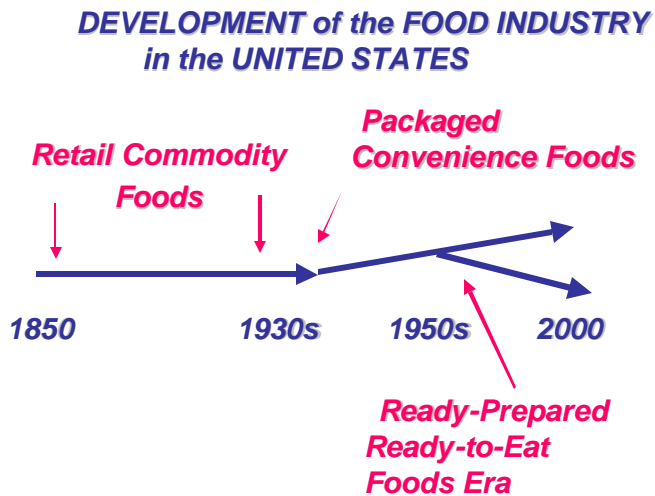 DEVELOPMENT of the FOOD INDUSTRY
in the UNITED STATES
Packaged
Convenience Foods
Retail Commodity
Foods
1850
1930s
1950s
2000
Ready-Prepared
Ready-to-Eat
Foods Era